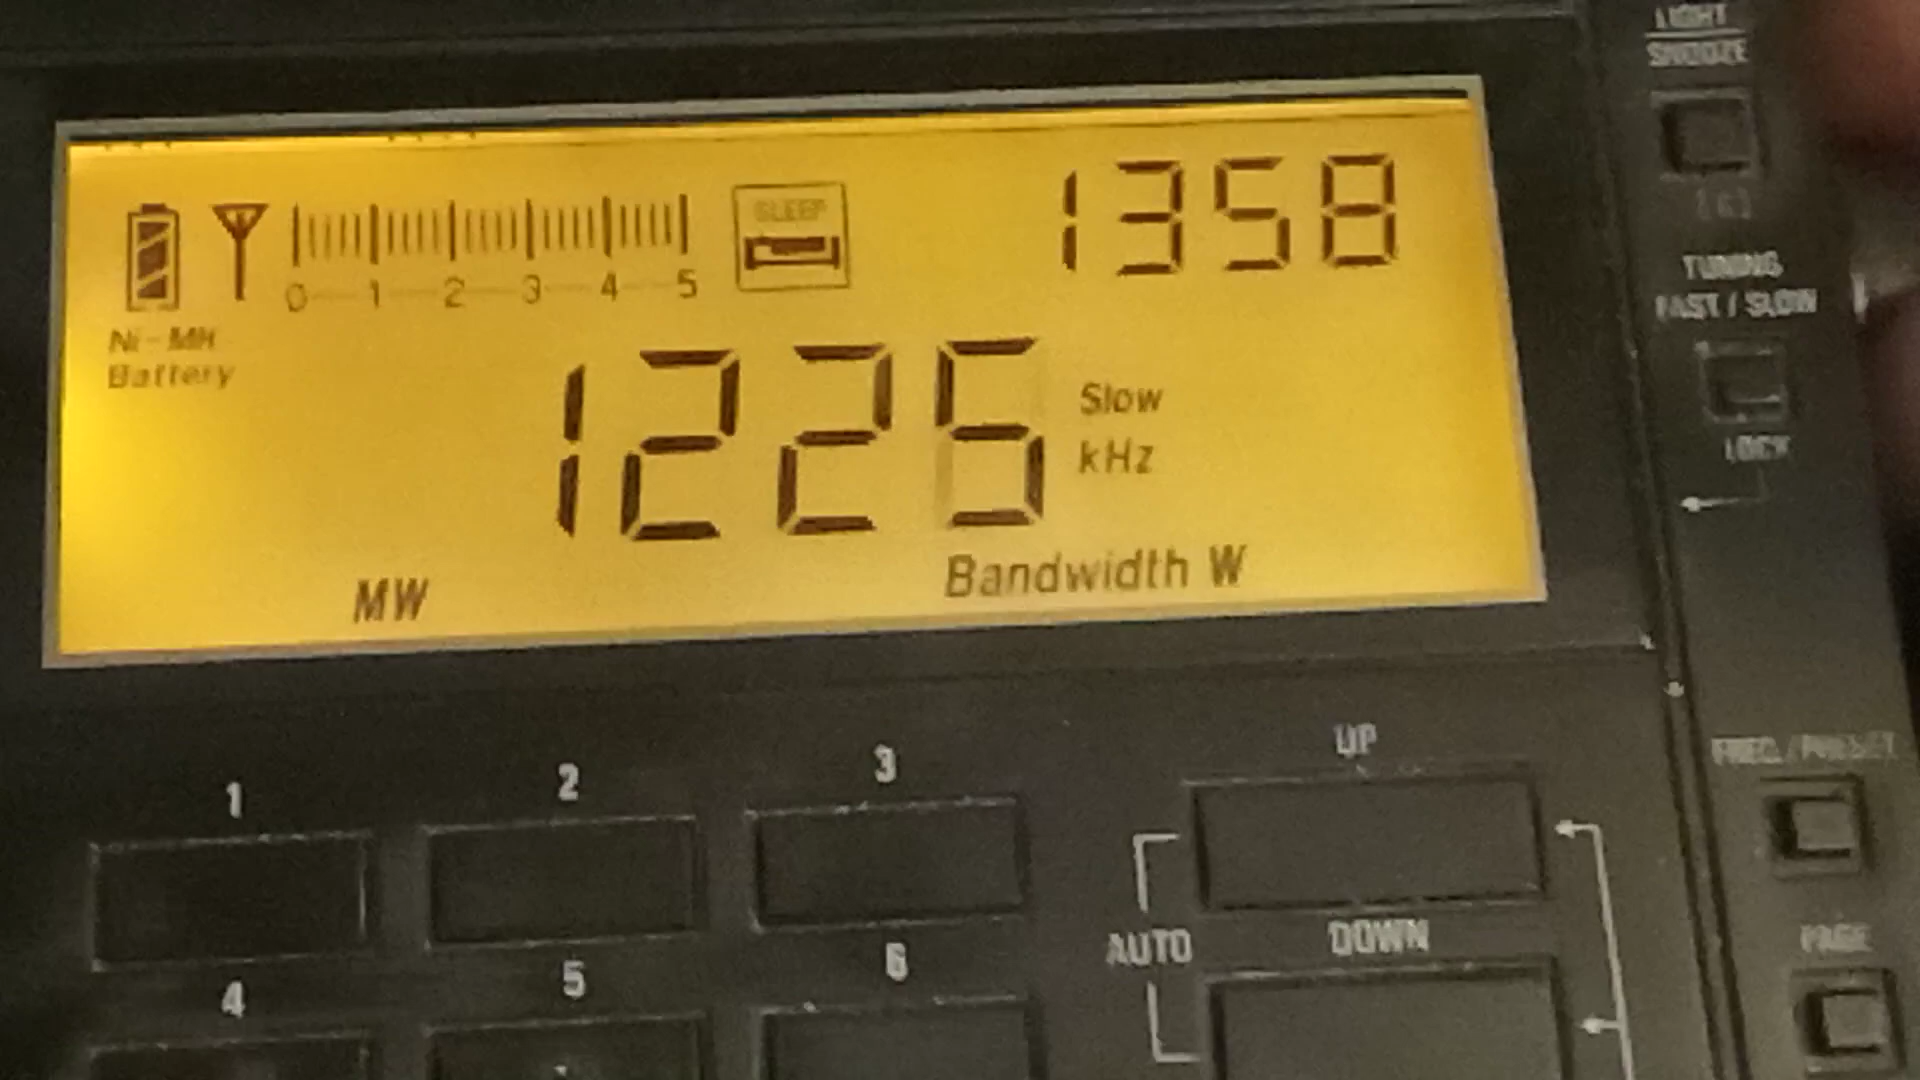 LIGHT
SNOOZE
SLEEP
1358
0 1 2 3 4 5
Ni-MH
Battery
TUNING
FAST / SLOW
LOCK
1225
Slow
kHz
MW
Bandwidth W
1
2
3
UP
FREQ./PRESET
AUTO
DOWN
PAGE
4
5
6